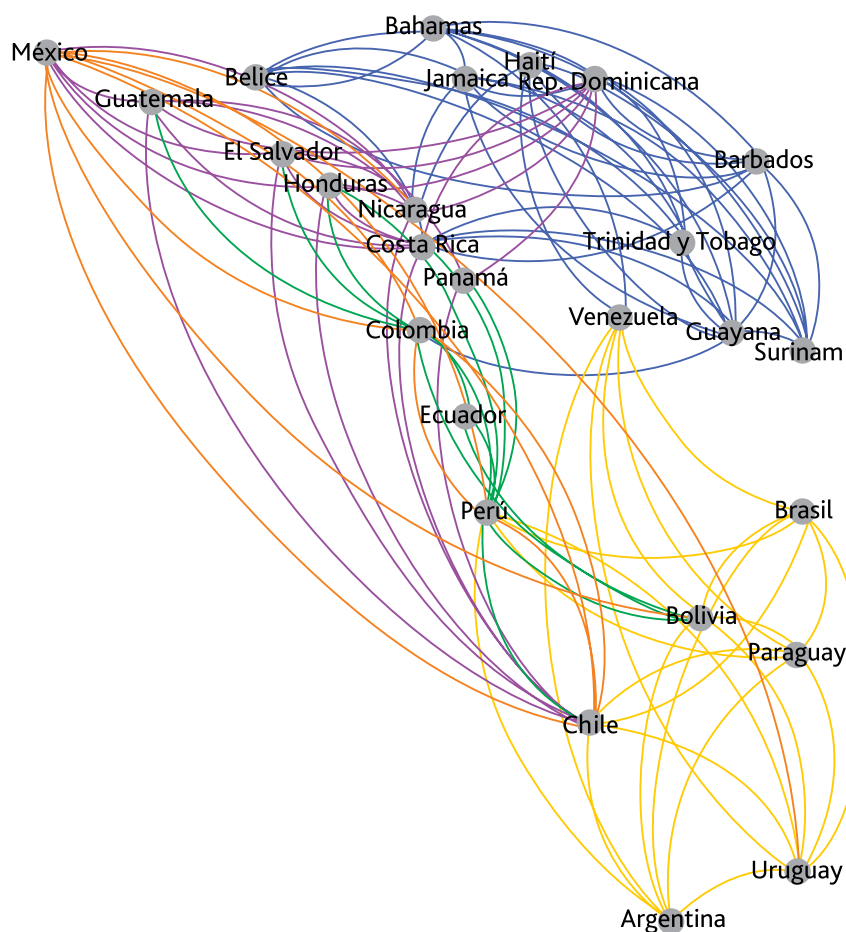 Bahamas
México
Haití
Belice
Jamaica
Rep. Dominicana
Guatemala
El Salvador
Barbados
Honduras
Nicaragua
Costa Rica
Trinidad y Tobago
Panamá
Venezuela
Colombia
Guayana
Surinam
Ecuador
Perú
Brasil
Bolivia
Paraguay
Chile
Uruguay
Argentina